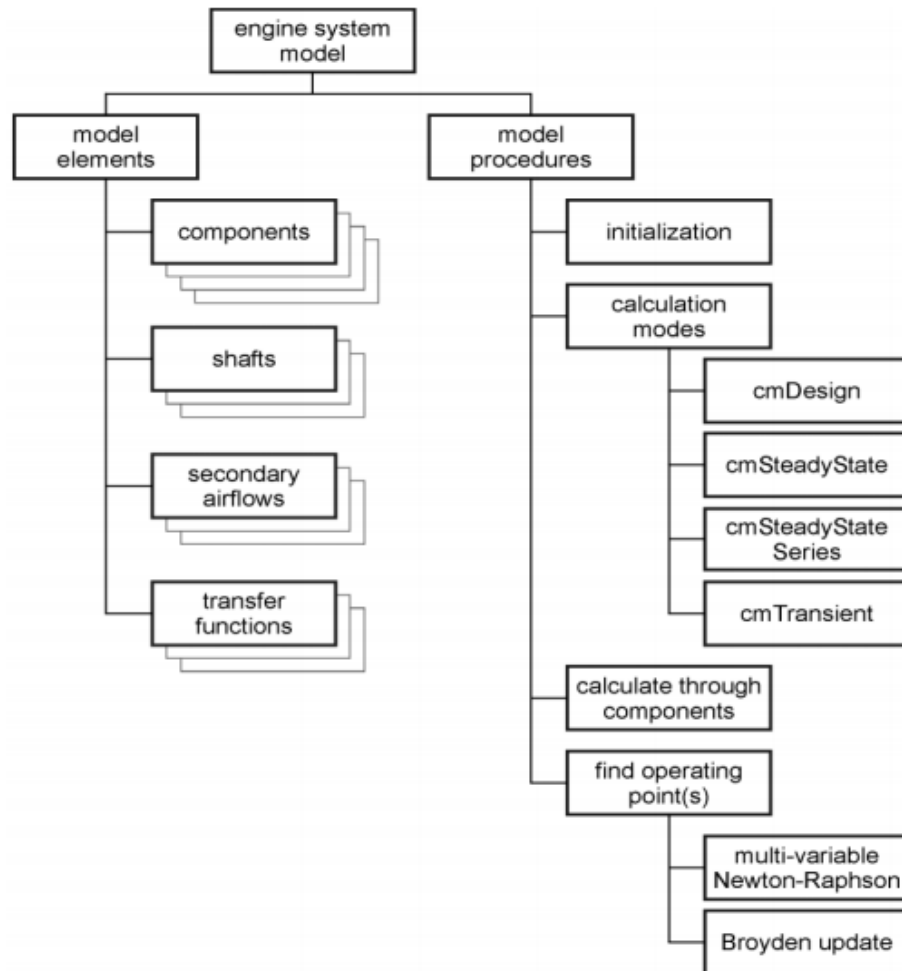 engine system
model
model
elements
components
shafts
secondary
airflows
transfer
functions
model
procedures
initialization
calculation
modes
cmDesign
cmSteadyState
cmSteadyState
Series
cmTransient
calculate through
components
find operating
point(s)
multi-variable
Newton-Raphson
Broyden update